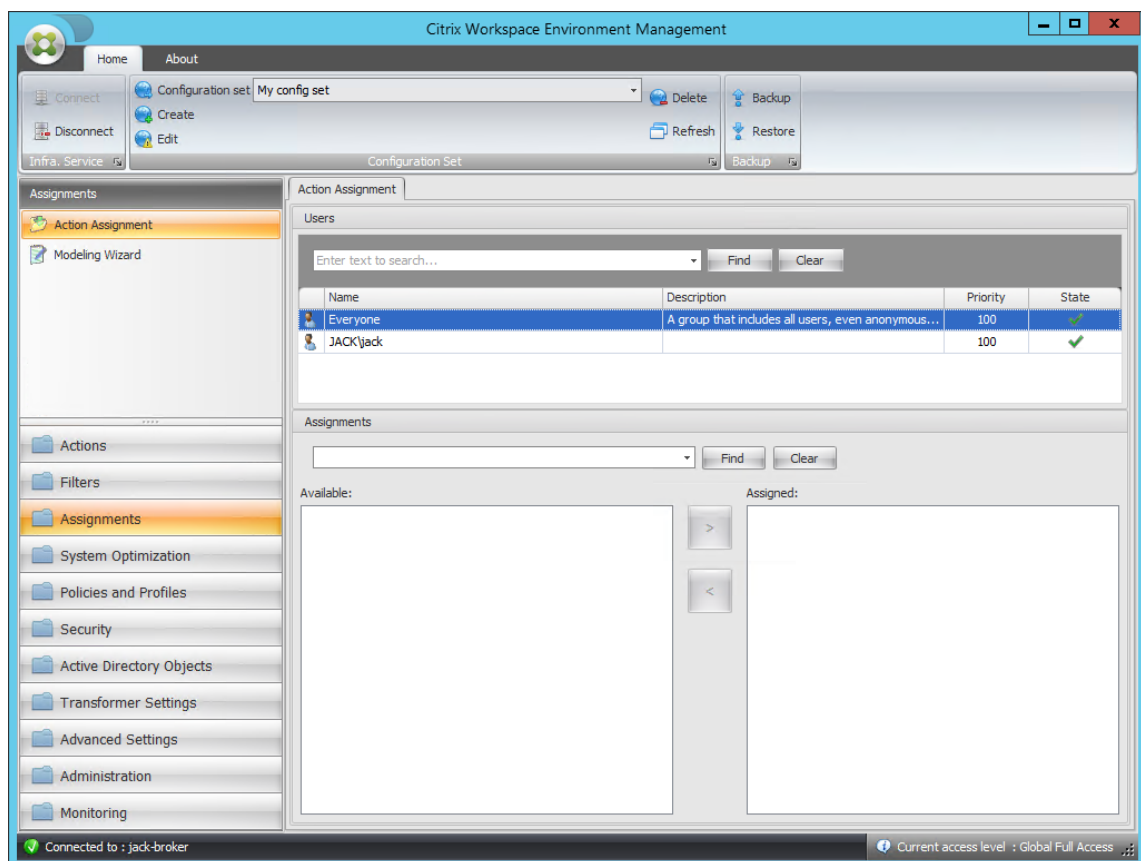 Citrix Workspace Environment Management
Home About
Connect
Disconnect
Infra. Service
Configuration set My config set
Create
Edit
Delete
Refresh
Configuration Set
Backup
Restore
Backup
Assignments
Action Assignment
Modeling Wizard
Actions
Filters
Assignments
System Optimization
Policies and Profiles
Security
Active Directory Objects
Transformer Settings
Advanced Settings
Administration
Monitoring
Action Assignment
Users
Enter text to search... Find Clear
Name Description Priority State
Everyone A group that includes all users, even anonymous... 100
JACK\jack 100
Assignments
Find Clear
Available: Assigned:
>
<
Connected to : jack-broker
Current access level : Global Full Access